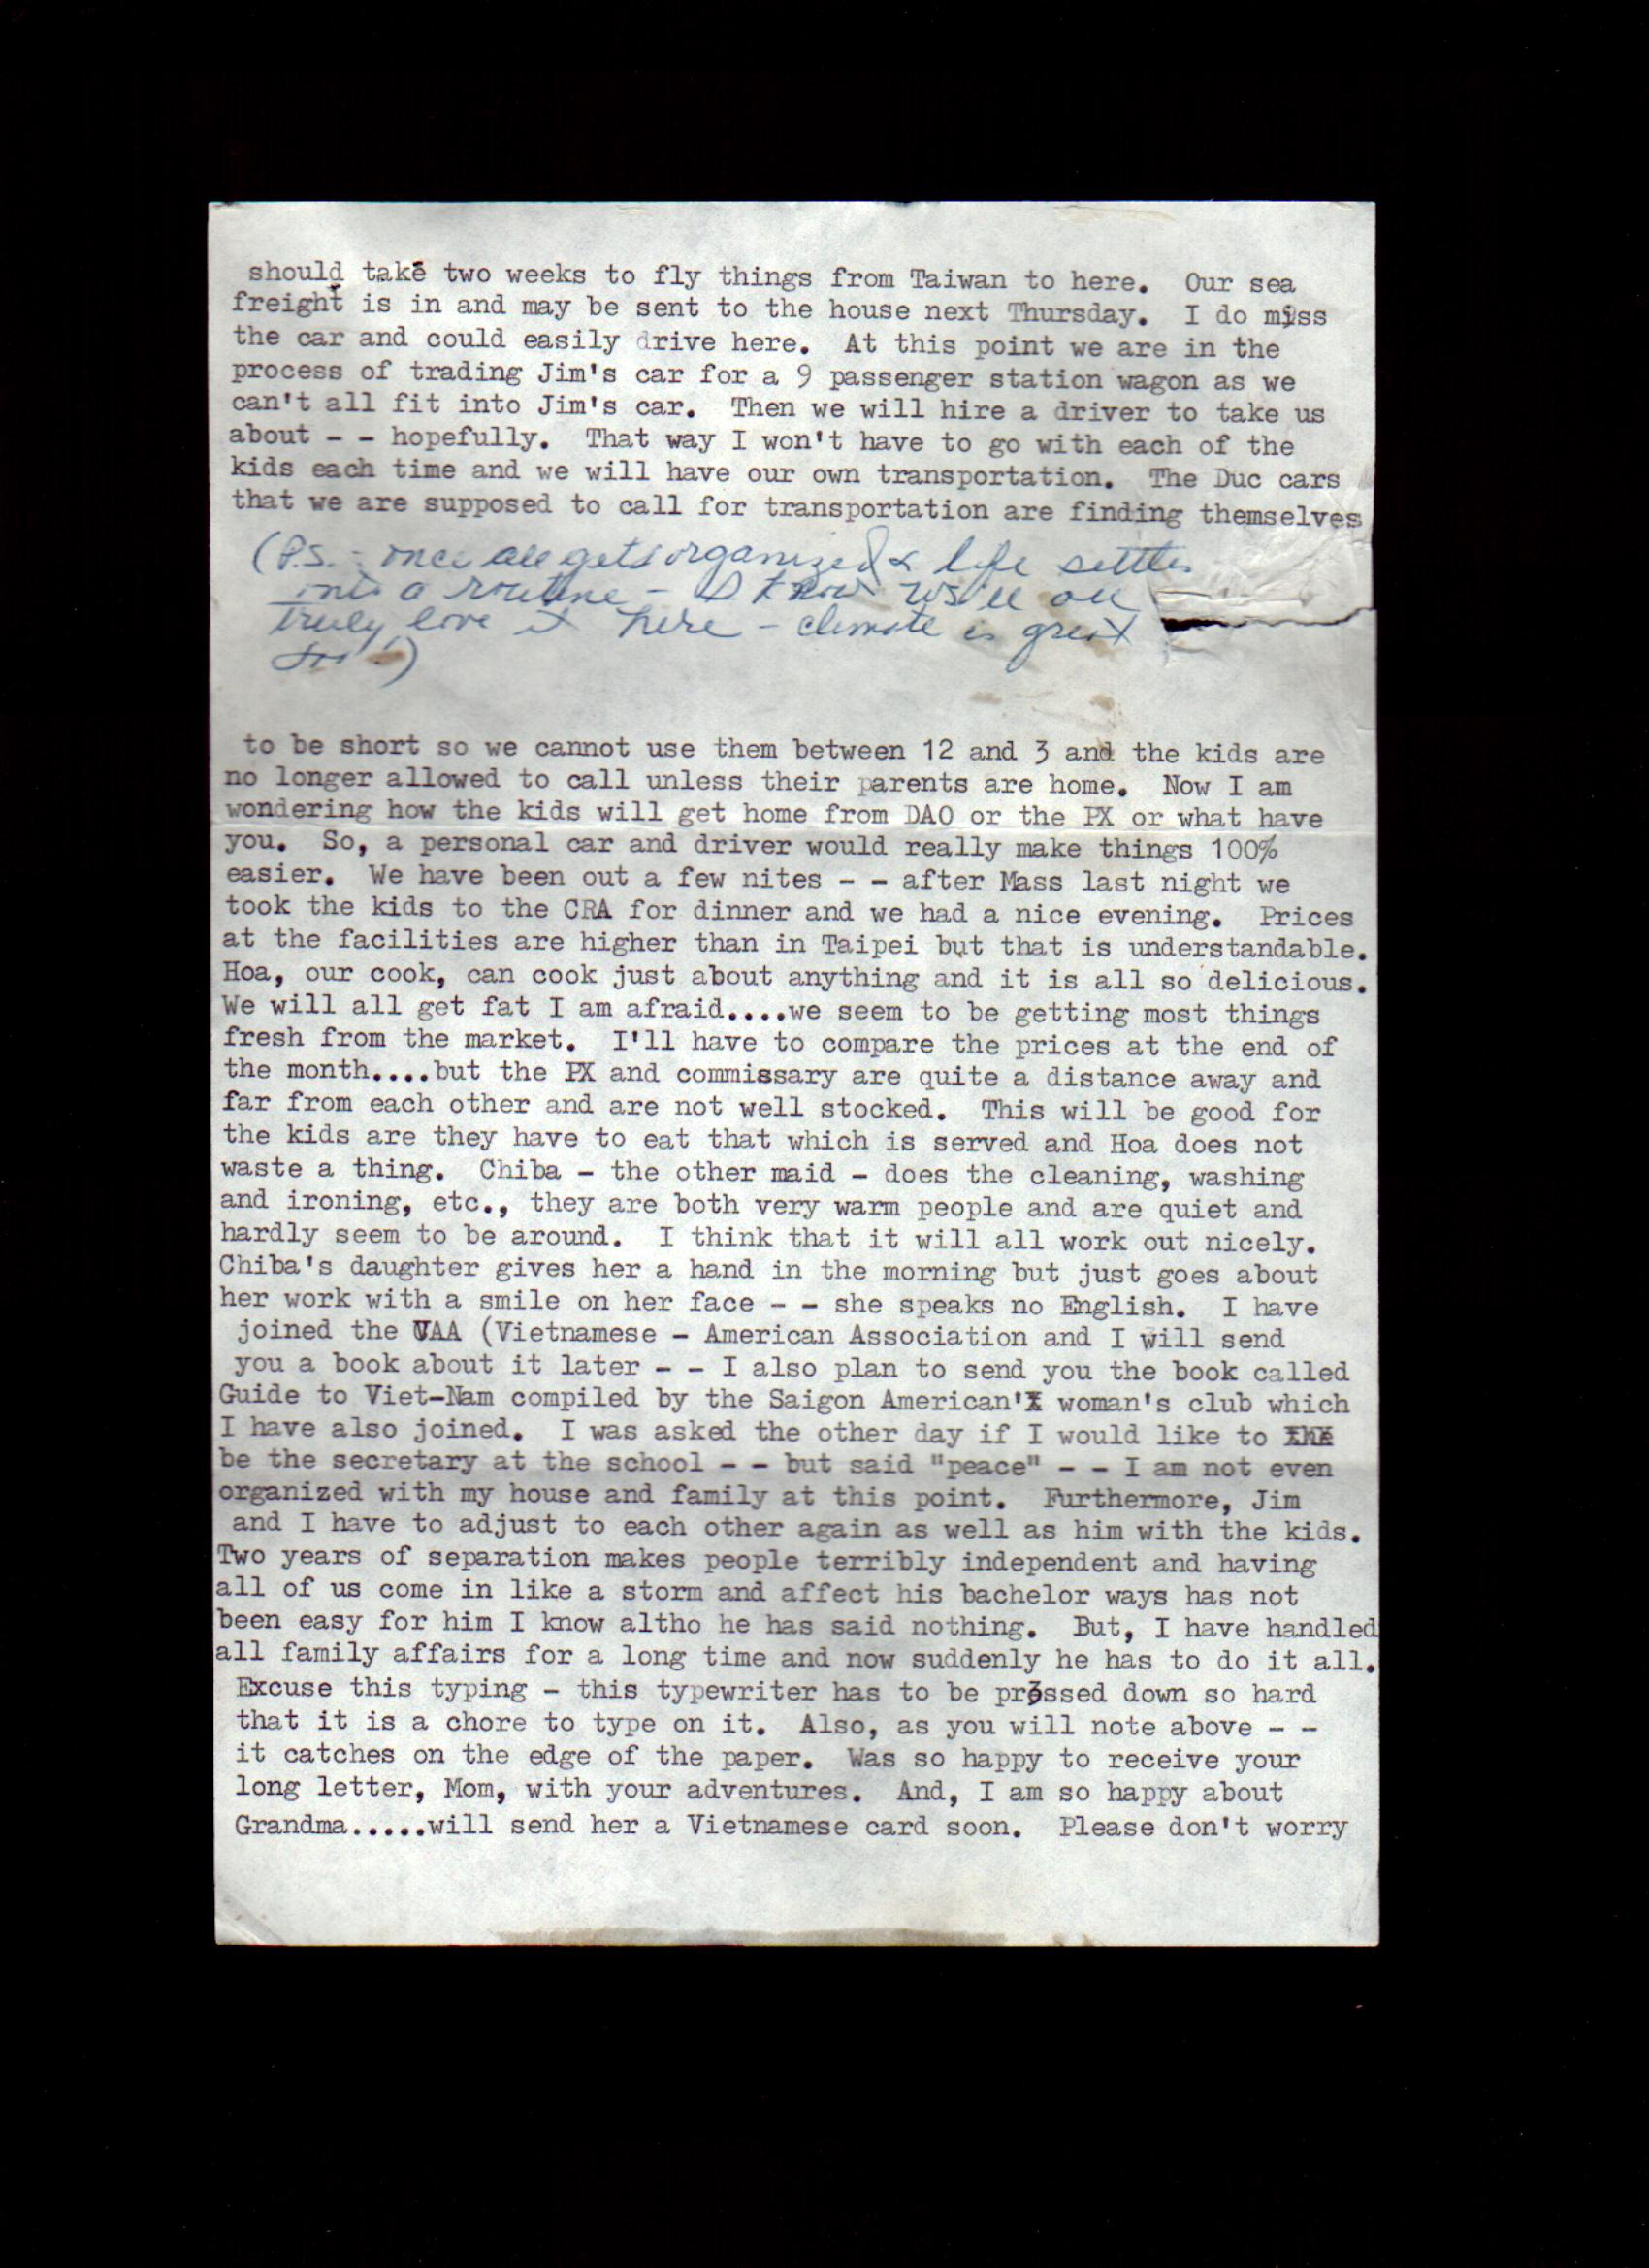 should take two weeks to fly things from Taiwan to here. Our sea
freight is in and may be sent to the house next Thursday. I do miss
the car and could easily drive here. At this point we are in the
process of trading Jim's car for a 9 passenger station wagon as we
can't all fit into Jim's car. Then we will hire a driver to take us
about - - hopefully. That way I won't have to go with each of the
kids each time and we will have our own transportation. The Duc cars
that we are supposed to call for transportation are finding themselves
(P.S. - once all gets organized & life settles
into a routine - I know we'll all
truly love it here - climate is great
too!)
to be short so we cannot use them between 12 and 3 and the kids are
no longer allowed to call unless their parents are home. Now I am
wondering how the kids will get home from DAO or the PX or what have
you. So, a personal car and driver would really make things 100%
easier. We have been out a few nites - - after Mass last night we
took the kids to the CRA for dinner and we had a nice evening. Prices
at the facilities are higher than in Taipei but that is understandable.
Hoa, our cook, can cook just about anything and it is all so delicious.
We will all get fat I am afraid....we seem to be getting most things
fresh from the market. I'll have to compare the prices at the end of
the month....but the PX and commissary are quite a distance away and
far from each other and are not well stocked. This will be good for
the kids are they have to eat that which is served and Hoa does not
waste a thing. Chiba - the other maid - does the cleaning, washing
and ironing, etc., they are both very warm people and are quiet and
hardly seem to be around. I think that it will all work out nicely.
Chiba's daughter gives her a hand in the morning but just goes about
her work with a smile on her face - - she speaks no English. I have
joined the VAA (Vietnamese - American Association and I will send
you a book about it later - - I also plan to send you the book called
Guide to Viet-Nam compiled by the Saigon American'X woman's club which
I have also joined. I was asked the other day if I would like to
be the secretary at the school - - but said "peace" - - I am not even
organized with my house and family at this point. Furthermore, Jim
and I have to adjust to each other again as well as him with the kids.
Two years of separation makes people terribly independent and having
all of us come in like a storm and affect his bachelor ways has not
been easy for him I know altho he has said nothing. But, I have handled
all family affairs for a long time and now suddenly he has to do it all.
Excuse this typing - this typewriter has to be pressed down so hard
that it is a chore to type on it. Also, as you will note above - -
it catches on the edge of the paper. Was so happy to receive your
long letter, Mom, with your adventures. And, I am so happy about
Grandma.....will send her a Vietnamese card soon. Please don't worry